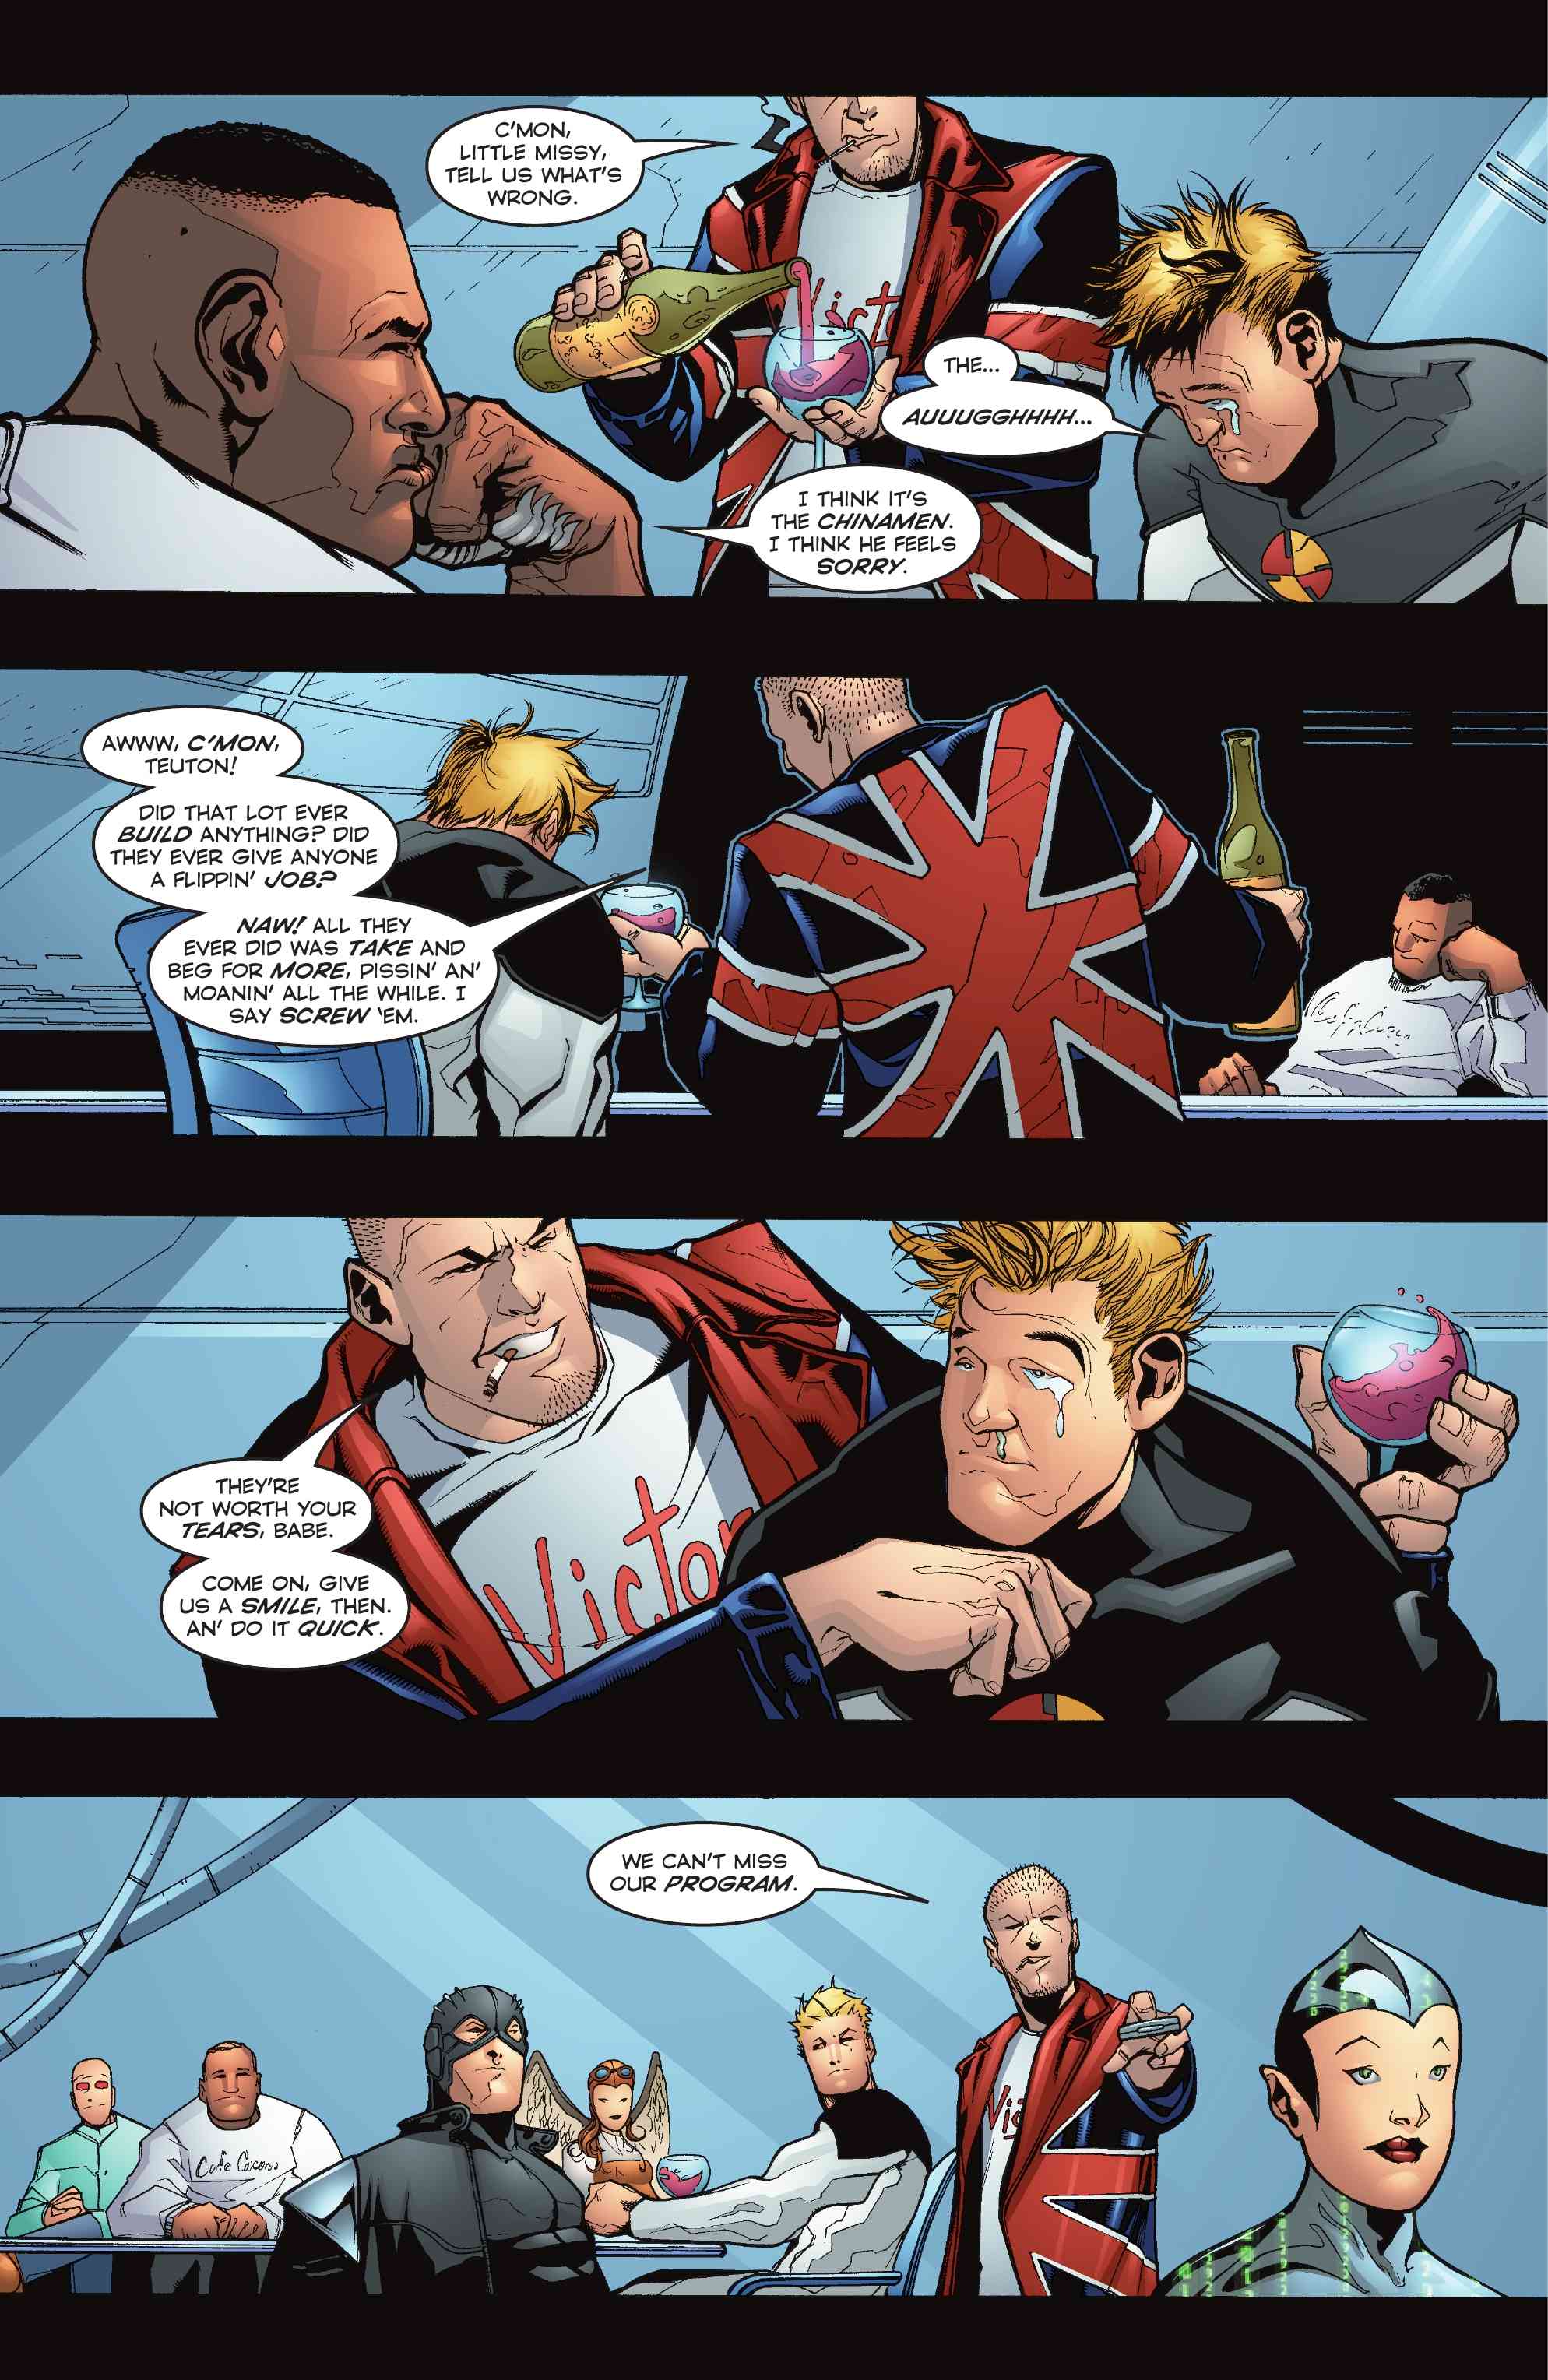 C'MON,
LITTLE MISSY,
TELL US WHAT'S
WRONG.
Vict
THE...
AUUUGGHHHH...
I THINK IT'S
THE CHINAMEN.
I THINK HE FEELS
SORRY.
AWWW, C'MON,
TEUTON!
DID THAT LOT EVER
BUILD ANYTHING? DID
THEY EVER GIVE ANYONE
A FLIPPIN' JOB?
NAW! ALL THEY
EVER DID WAS TAKE AND
BEG FOR MORE, PISSIN' AN'
MOANIN' ALL THE WHILE. I
SAY SCREW 'EM.
THEY'RE
NOT WORTH YOUR
TEARS, BABE.
COME ON, GIVE
US A SMILE, THEN.
AN' DO IT QUICK.
Victor
WE CAN'T MISS
OUR PROGRAM.
Vic